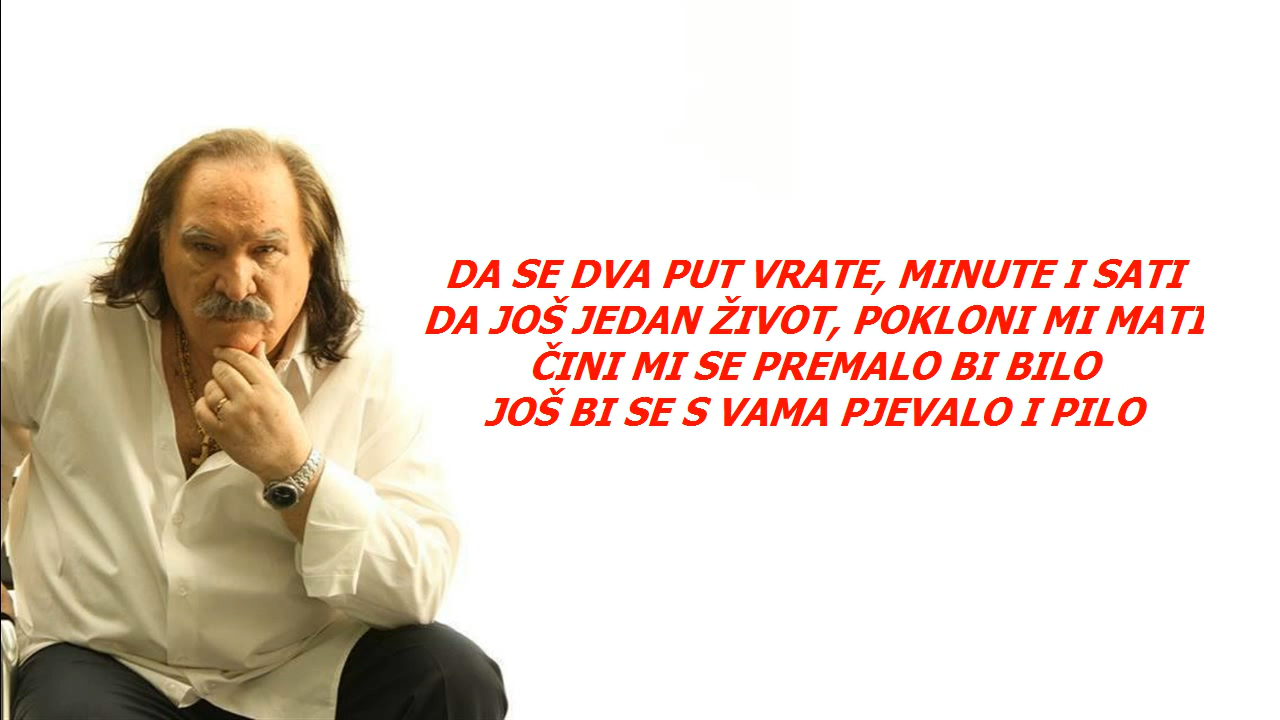 DA SE DVA PUT VRATE, MINUTE I SATI
DA JOŠ JEDAN ŽIVOT, POKLONI MI MATI
ČINI MI SE PREMALO BI BILO
JOŠ BI SE S VAMA PJEVALO I PILO